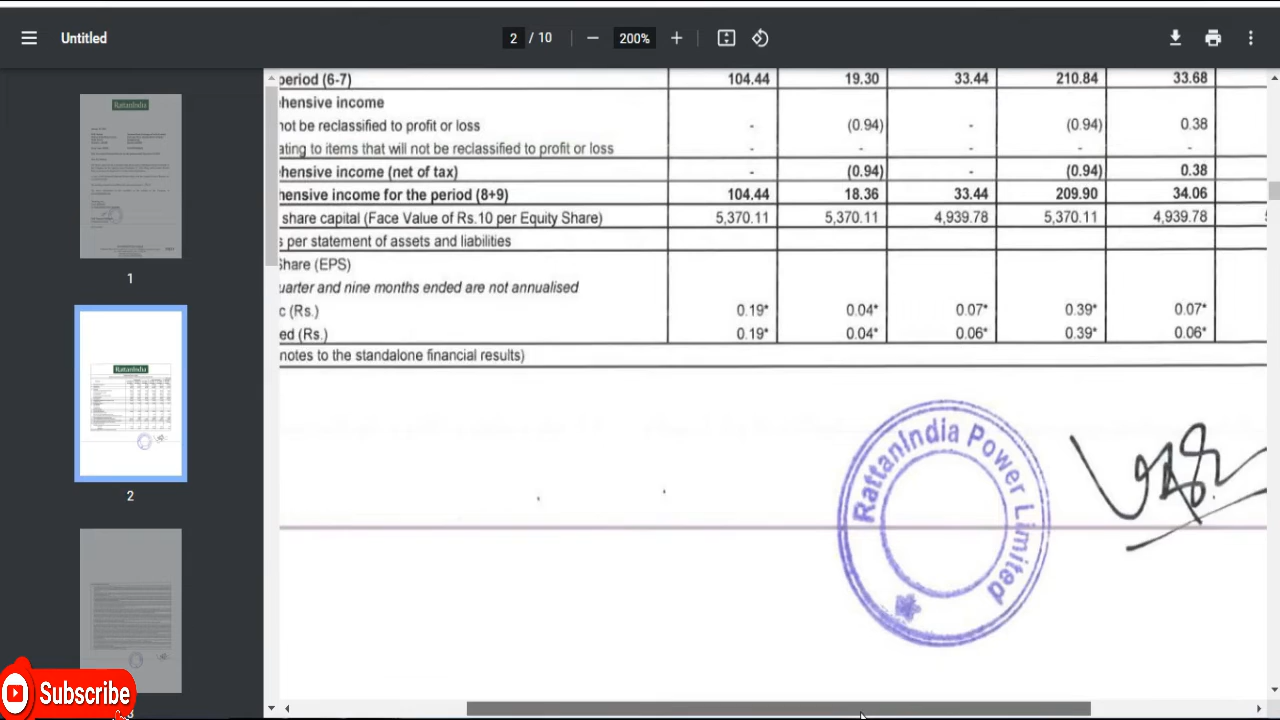 Untitled
2 / 10
200%
period (6-7) 104.44 19.30 33.44 210.84 33.68
hensive income
not be reclassified to profit or loss - (0.94) - (0.94) 0.38
ating to items that will not be reclassified to profit or loss - - - - -
hensive income (net of tax) - (0.94) - (0.94) 0.38
hensive income for the period (8+9) 104.44 18.36 33.44 209.90 34.06
share capital (Face Value of Rs.10 per Equity Share) 5,370.11 5,370.11 4,939.78 5,370.11 4,939.78
s per statement of assets and liabilities
Share (EPS)
uarter and nine months ended are not annualised
c (Rs.) 0.19* 0.04* 0.07* 0.39* 0.07*
ed (Rs.) 0.19* 0.04* 0.06* 0.39* 0.06*
notes to the standalone financial results)
RattanIndia Power Limited
RattanIndia
1
RattanIndia
2
3
Subscribe